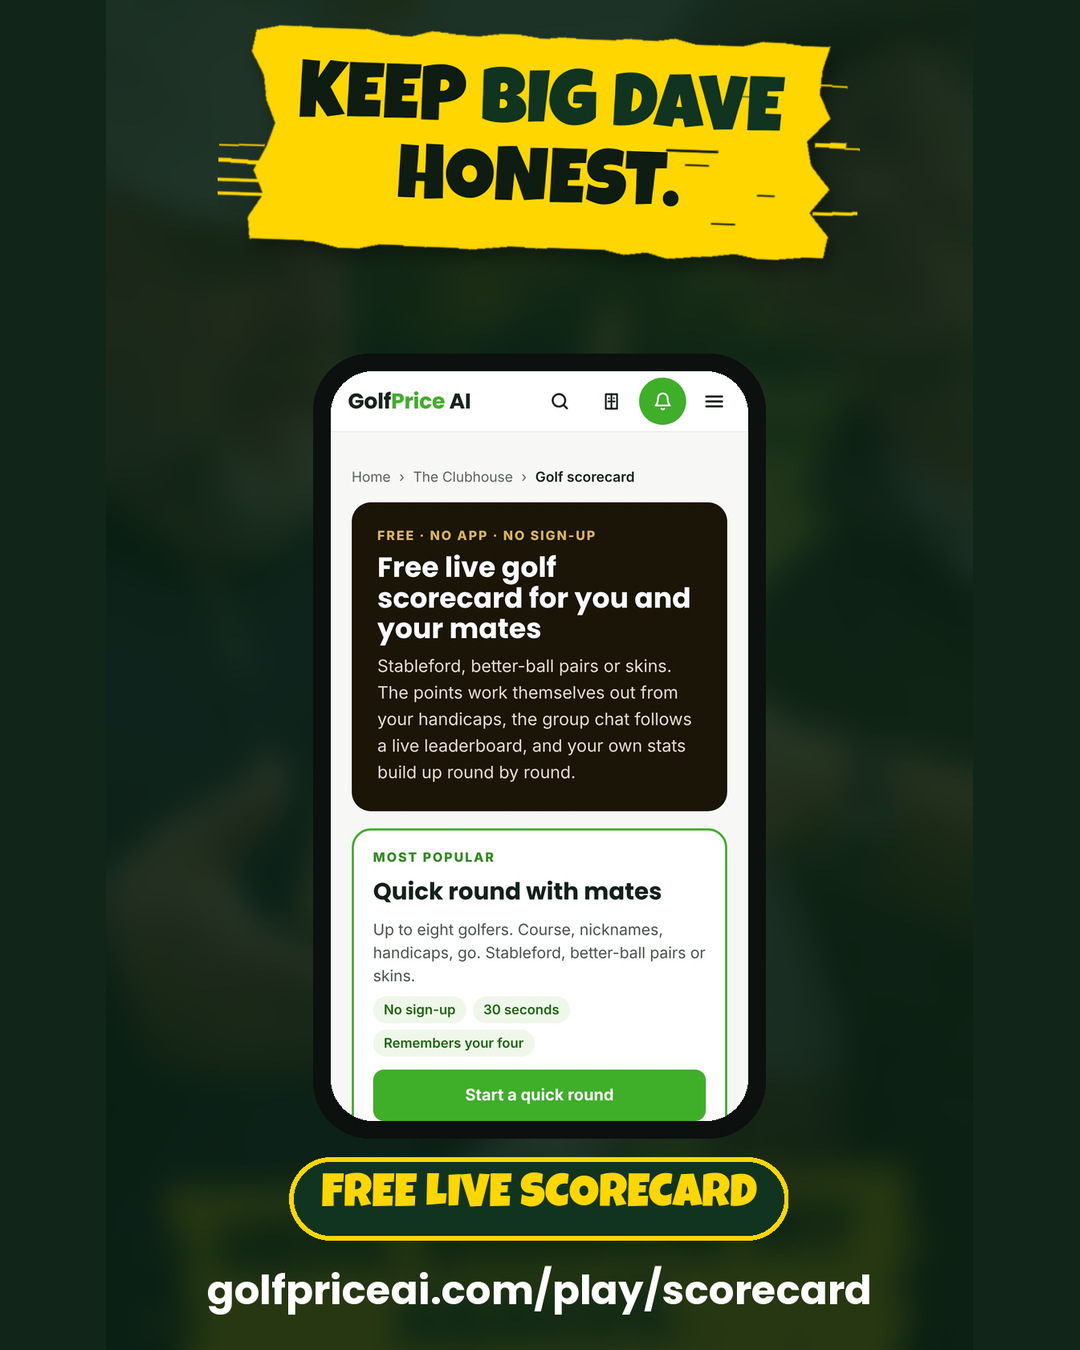 KEEP BIG DAVE
HONEST.
GolfPrice AI
Home › The Clubhouse › Golf scorecard
FREE · NO APP · NO SIGN-UP
Free live golf
scorecard for you and
your mates
Stableford, better-ball pairs or skins.
The points work themselves out from
your handicaps, the group chat follows
a live leaderboard, and your own stats
build up round by round.
MOST POPULAR
Quick round with mates
Up to eight golfers. Course, nicknames,
handicaps, go. Stableford, better-ball pairs or
skins.
No sign-up 30 seconds
Remembers your four
Start a quick round
FREE LIVE SCORECARD
golfpriceai.com/play/scorecard